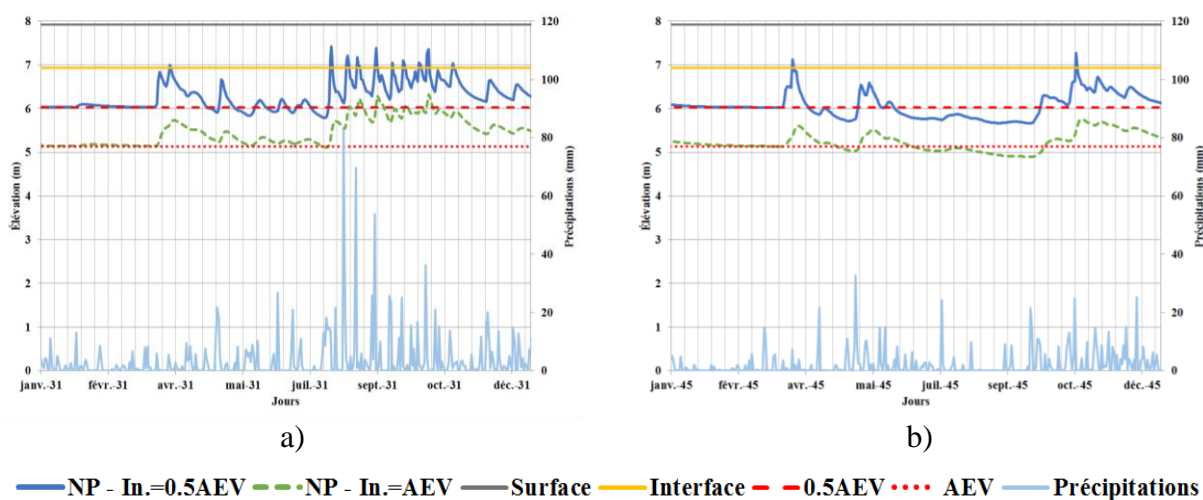 8
7
6
5
4
3
2
1
0
Élévation (m)
120
100
80
60
40
20
0
Précipitations (mm)
janv.-31 févr.-31 avr.-31 mai-31 juil.-31 août-31 sept.-31 oct.-31 déc.-31
Jours
a)
8
7
6
5
4
3
2
1
0
Élévation (m)
120
100
80
60
40
20
0
Précipitations (mm)
janv.-45 févr.-45 avr.-45 mai-45 juil.-45 sept.-45 oct.-45 déc.-45
Jours
b)
NP - In.=0.5AEV NP - In.=AEV Surface Interface 0.5AEV AEV Précipitations